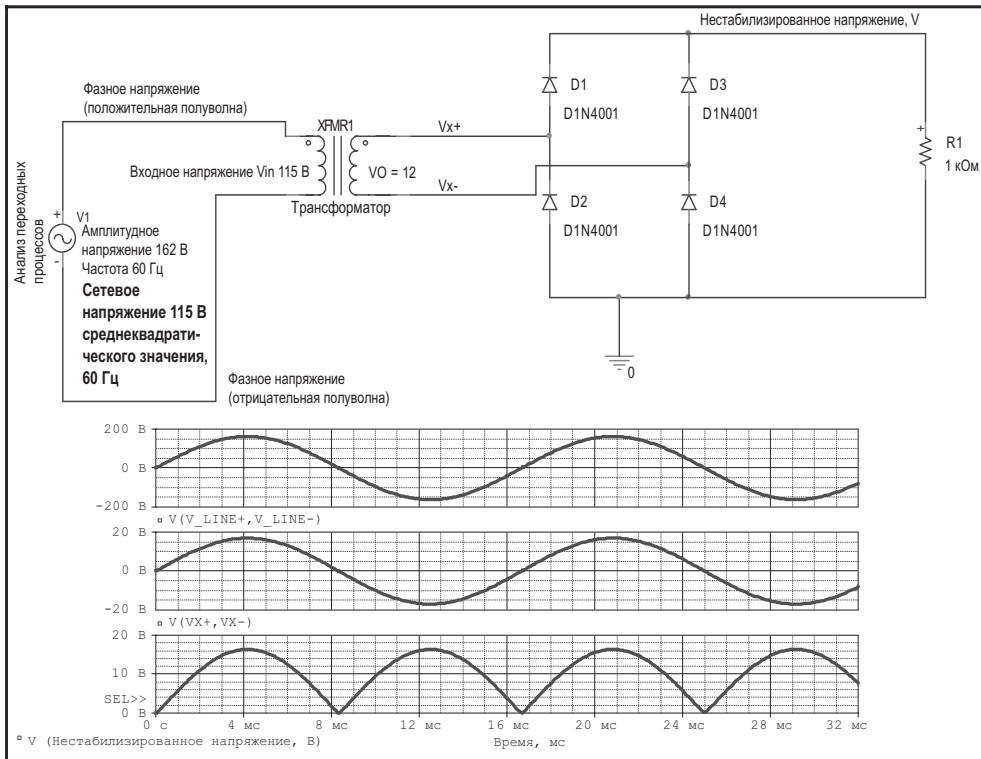 Нестабилизированное напряжение, V
Фазное напряжение
(положительная полуволна)
D1
D1N4001
D3
D1N4001
XFMR1
Vx+
Входное напряжение Vin 115 В
VO = 12
Vx-
Трансформатор
+
R1
1 кОм
D2
D1N4001
D4
D1N4001
Анализ переходных
процессов
+
V1
-
Амплитудное
напряжение 162 В
Частота 60 Гц
Сетевое
напряжение 115 В
среднеквадрати-
ческого значения,
60 Гц
0
Фазное напряжение
(отрицательная полуволна)
200 В
0 В
-200 В
V(V_LINE+,V_LINE-)
20 В
0 В
-20 В
V(VX+,VX-)
20 В
10 В
SEL>>
0 В
0 с 4 мс 8 мс 12 мс 16 мс 20 мс 24 мс 28 мс 32 мс
V (Нестабилизированное напряжение, В)
Время, мс